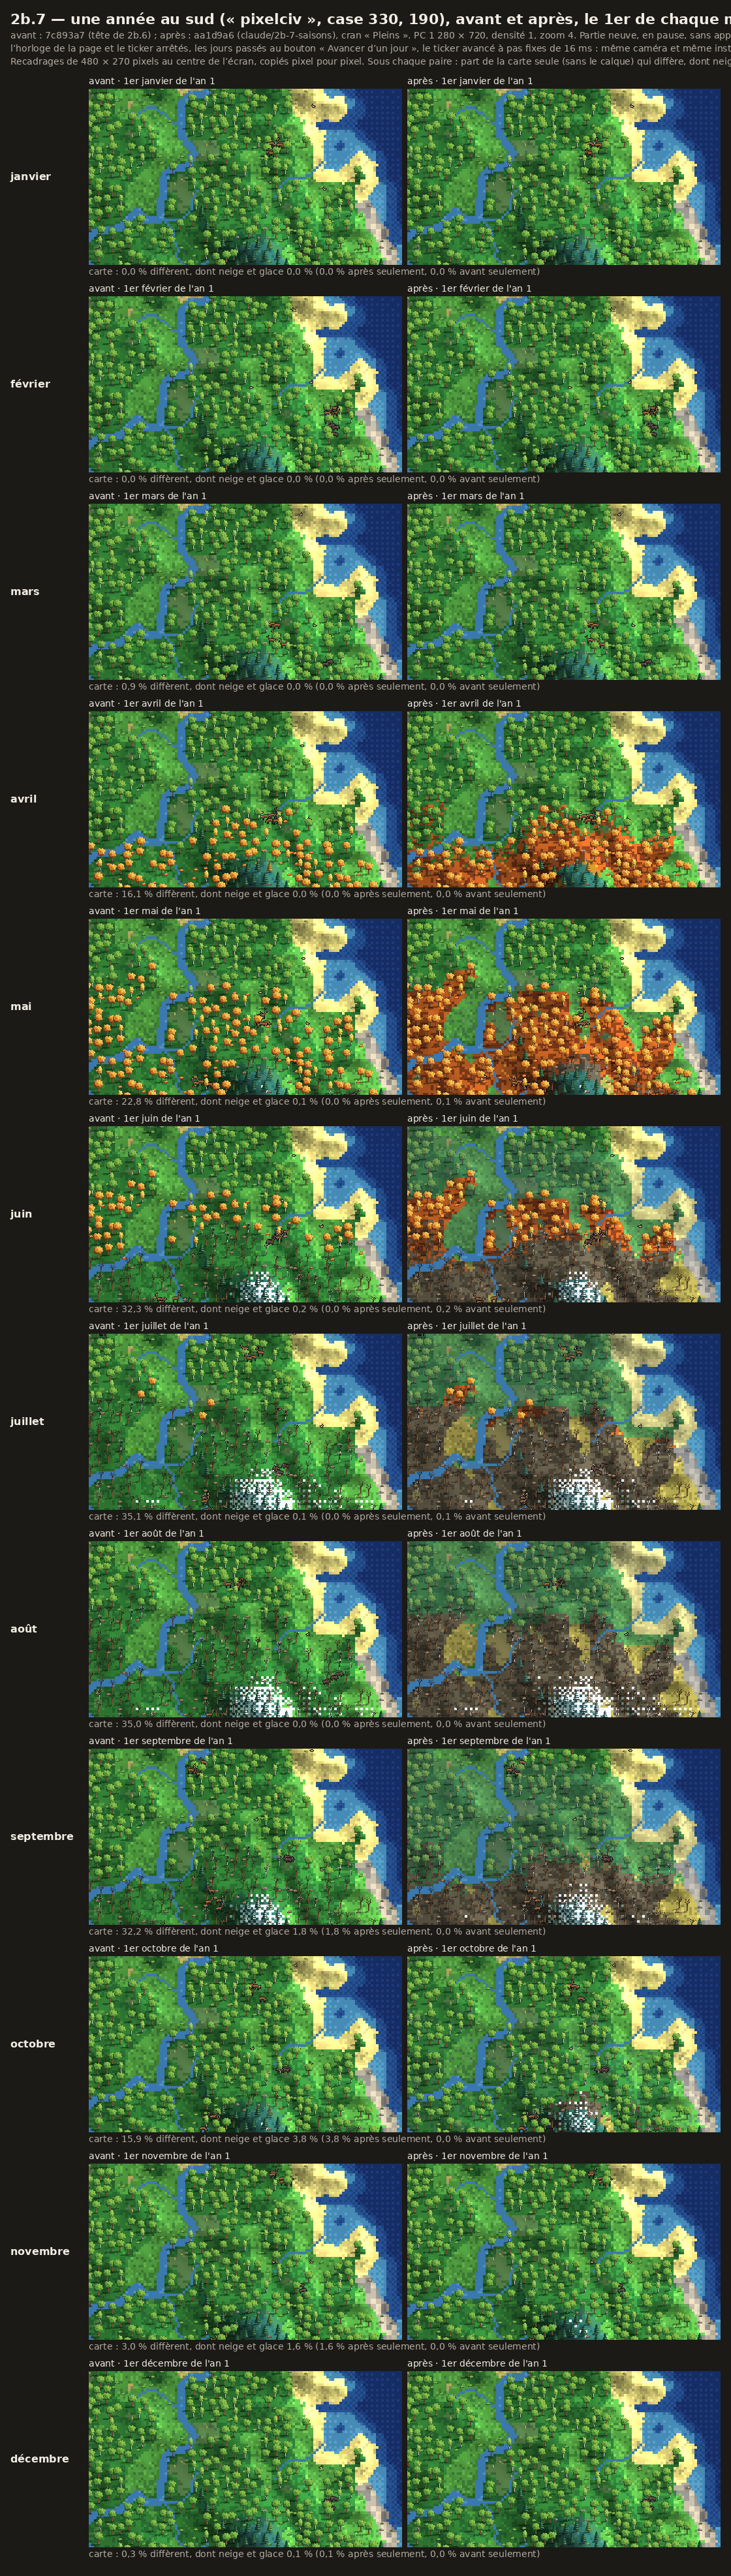 2b.7 — une année au sud (« pixelciv », case 330, 190), avant et après, le 1er de chaque
avant : 7c893a7 (tête de 2b.6) ; après : aa1d9a6 (claude/2b-7-saisons), cran « Pleins ». PC 1 280 × 720, densité 1, zoom 4. Partie neuve, en pause, sans
l’horloge de la page et le ticker arrêtés, les jours passés au bouton « Avancer d’un jour », le ticker avancé à pas fixes de 16 ms : même caméra et même
Recadrages de 480 × 270 pixels au centre de l’écran, copiés pixel pour pixel. Sous chaque paire : part de la carte seule (sans le calque) qui diffère, dont
avant · 1er janvier de l'an 1 après · 1er janvier de l'an 1
janvier
carte : 0,0 % diffèrent, dont neige et glace 0,0 % (0,0 % après seulement, 0,0 % avant seulement)
avant · 1er février de l'an 1 après · 1er février de l'an 1
février
carte : 0,0 % diffèrent, dont neige et glace 0,0 % (0,0 % après seulement, 0,0 % avant seulement)
avant · 1er mars de l'an 1 après · 1er mars de l'an 1
mars
carte : 0,9 % diffèrent, dont neige et glace 0,0 % (0,0 % après seulement, 0,0 % avant seulement)
avant · 1er avril de l'an 1 après · 1er avril de l'an 1
avril
carte : 16,1 % diffèrent, dont neige et glace 0,0 % (0,0 % après seulement, 0,0 % avant seulement)
avant · 1er mai de l'an 1 après · 1er mai de l'an 1
mai
carte : 22,8 % diffèrent, dont neige et glace 0,1 % (0,0 % après seulement, 0,1 % avant seulement)
avant · 1er juin de l'an 1 après · 1er juin de l'an 1
juin
carte : 32,3 % diffèrent, dont neige et glace 0,2 % (0,0 % après seulement, 0,2 % avant seulement)
avant · 1er juillet de l'an 1 après · 1er juillet de l'an 1
juillet
carte : 35,1 % diffèrent, dont neige et glace 0,1 % (0,0 % après seulement, 0,1 % avant seulement)
avant · 1er août de l'an 1 après · 1er août de l'an 1
août
carte : 35,0 % diffèrent, dont neige et glace 0,0 % (0,0 % après seulement, 0,0 % avant seulement)
avant · 1er septembre de l'an 1 après · 1er septembre de l'an 1
septembre
carte : 32,2 % diffèrent, dont neige et glace 1,8 % (1,8 % après seulement, 0,0 % avant seulement)
avant · 1er octobre de l'an 1 après · 1er octobre de l'an 1
octobre
carte : 15,9 % diffèrent, dont neige et glace 3,8 % (3,8 % après seulement, 0,0 % avant seulement)
avant · 1er novembre de l'an 1 après · 1er novembre de l'an 1
novembre
carte : 3,0 % diffèrent, dont neige et glace 1,6 % (1,6 % après seulement, 0,0 % avant seulement)
avant · 1er décembre de l'an 1 après · 1er décembre de l'an 1
décembre
carte : 0,3 % diffèrent, dont neige et glace 0,1 % (0,1 % après seulement, 0,0 % avant seulement)